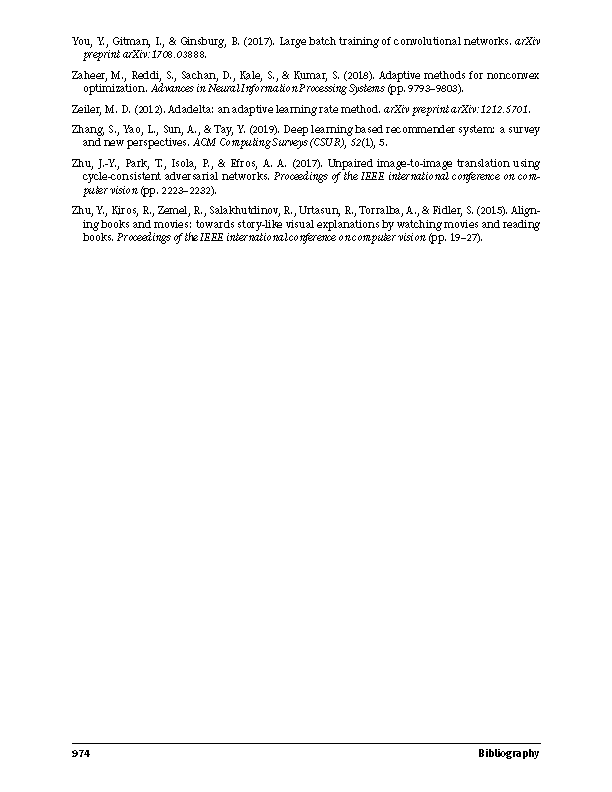 You, Y., Gitman, I., & Ginsburg, B. (2017). Large batch training of convolutional networks. arXiv
preprint arXiv:1708.03888.
Zaheer, M., Reddi, S., Sachan, D., Kale, S., & Kumar, S. (2018). Adaptive methods for nonconvex
optimization. Advances in Neural Information Processing Systems (pp. 9793–9803).
Zeiler, M. D. (2012). Adadelta: an adaptive learning rate method. arXiv preprint arXiv:1212.5701.
Zhang, S., Yao, L., Sun, A., & Tay, Y. (2019). Deep learning based recommender system: a survey
and new perspectives. ACM Computing Surveys (CSUR), 52(1), 5.
Zhu, J.-Y., Park, T., Isola, P., & Efros, A. A. (2017). Unpaired image-to-image translation using
cycle-consistent adversarial networks. Proceedings of the IEEE international conference on com-
puter vision (pp. 2223–2232).
Zhu, Y., Kiros, R., Zemel, R., Salakhutdinov, R., Urtasun, R., Torralba, A., & Fidler, S. (2015). Align-
ing books and movies: towards story-like visual explanations by watching movies and reading
books. Proceedings of the IEEE international conference on computer vision (pp. 19–27).
974 Bibliography